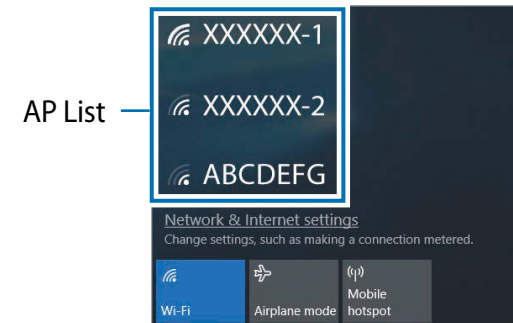 XXXXXX-1
AP List
XXXXXX-2
ABCDEFG
Network & Internet settings
Change settings, such as making a connection metered.
Wi-Fi
Airplane mode
Mobile
hotspot